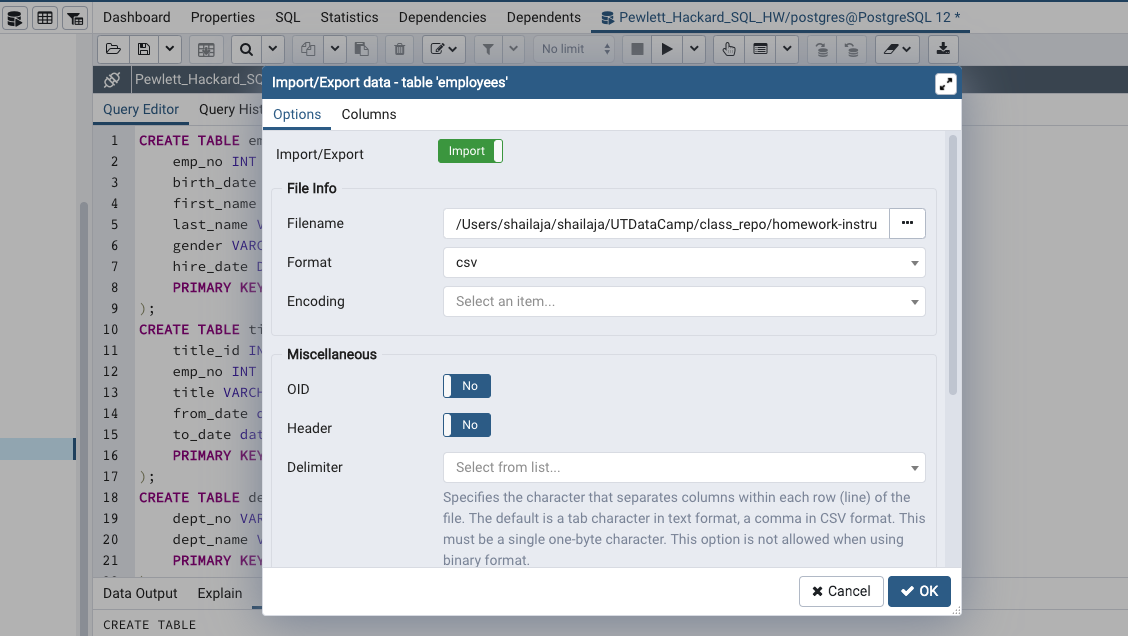 Dashboard Properties SQL Statistics Dependencies Dependents Pewlett_Hackard_SQL_HW/postgres@PostgreSQL 12 *
No limit
Pewlett_Hackard_SQ
Import/Export data - table 'employees'
Query Editor Query Hist
Options Columns
Import/Export Import
File Info
Filename /Users/shailaja/shailaja/UTDataCamp/class_repo/homework-instru ...
Format csv
Encoding Select an item...
Miscellaneous
OID No
Header No
Delimiter Select from list...
Specifies the character that separates columns within each row (line) of the
file. The default is a tab character in text format, a comma in CSV format. This
must be a single one-byte character. This option is not allowed when using
binary format.
Cancel OK
1 CREATE TABLE em
2 emp_no INT
3 birth_date
4 first_name
5 last_name V
6 gender VARC
7 hire_date D
8 PRIMARY KEY
9 );
10 CREATE TABLE ti
11 title_id IN
12 emp_no INT
13 title VARCH
14 from_date d
15 to_date dat
16 PRIMARY KEY
17 );
18 CREATE TABLE de
19 dept_no VAR
20 dept_name V
21 PRIMARY KEY
Data Output Explain
CREATE TABLE